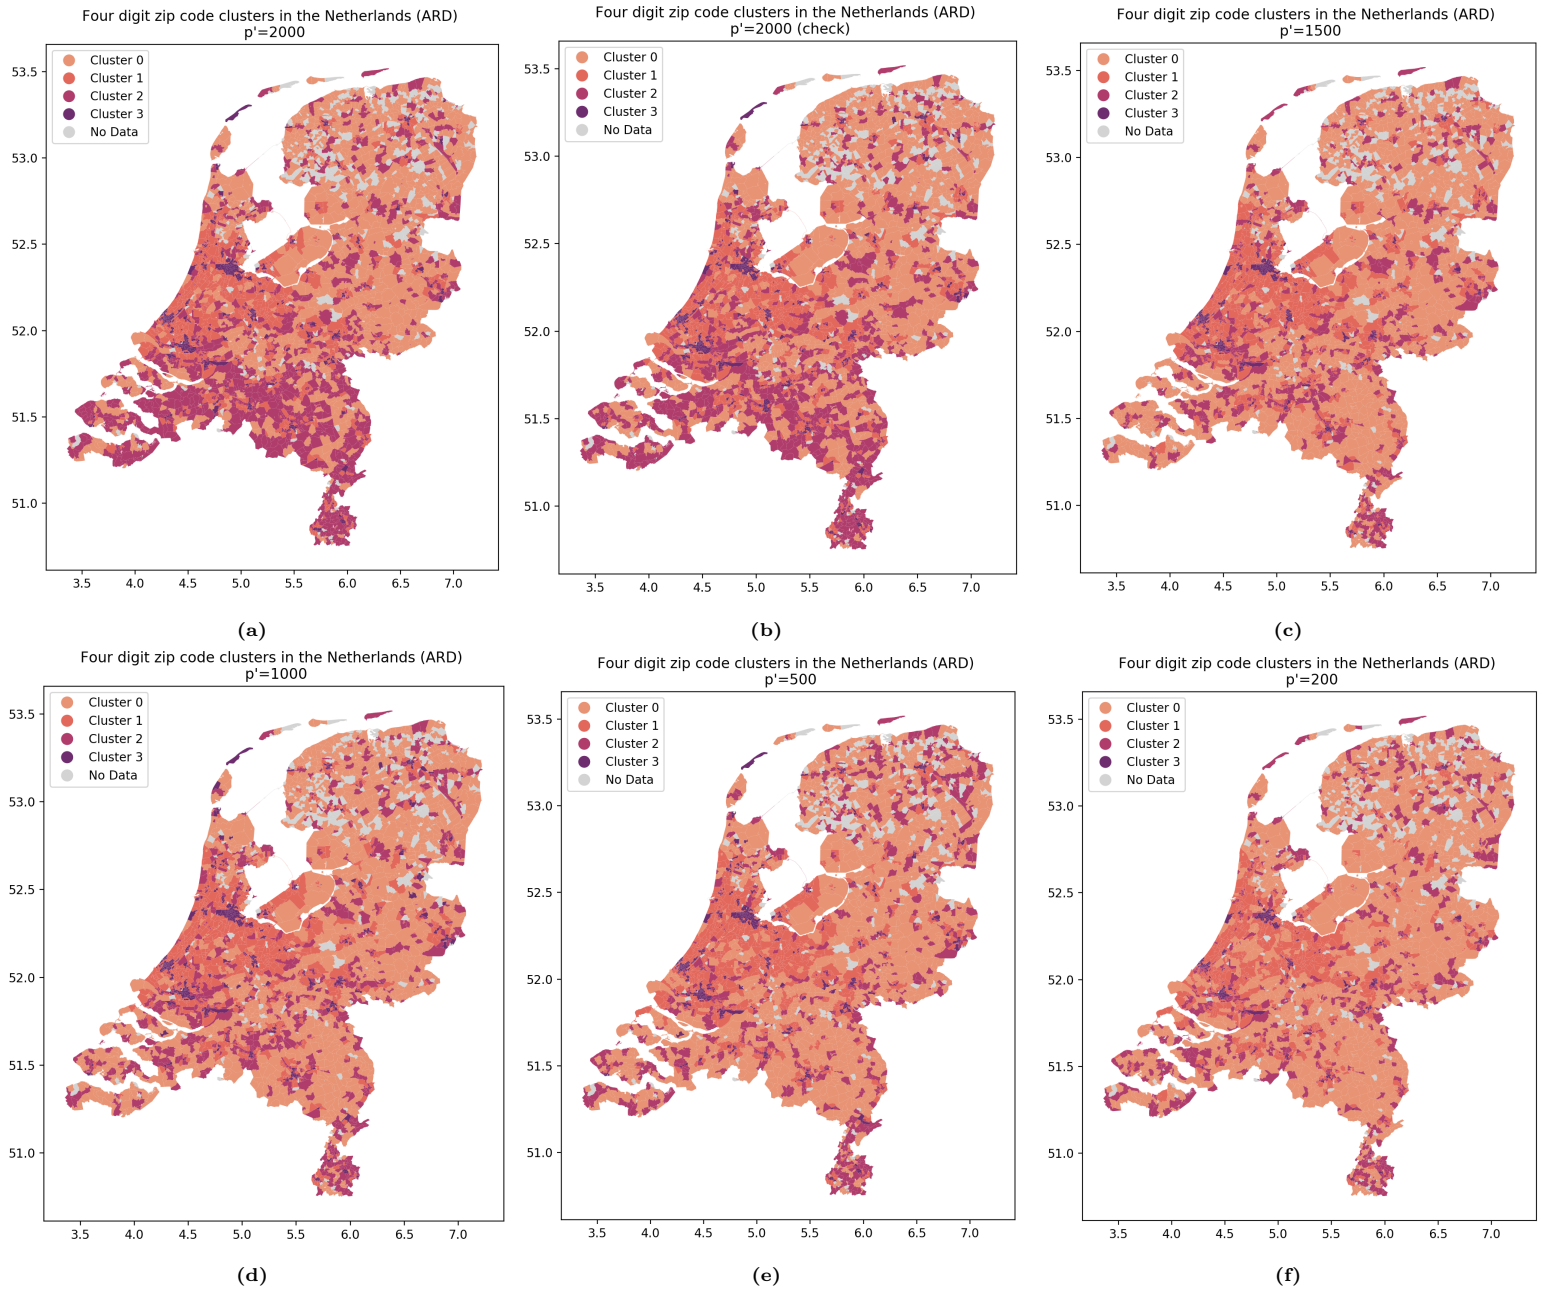 Four digit zip code clusters in the Netherlands (ARD)
p'=2000
Cluster 0
Cluster 1
Cluster 2
Cluster 3
No Data
53.5
53.0
52.5
52.0
51.5
51.0
3.5 4.0 4.5 5.0 5.5 6.0 6.5 7.0
(a)
Four digit zip code clusters in the Netherlands (ARD)
p'=2000 (check)
Cluster 0
Cluster 1
Cluster 2
Cluster 3
No Data
53.5
53.0
52.5
52.0
51.5
51.0
3.5 4.0 4.5 5.0 5.5 6.0 6.5 7.0
(b)
Four digit zip code clusters in the Netherlands (ARD)
p'=1500
Cluster 0
Cluster 1
Cluster 2
Cluster 3
No Data
53.5
53.0
52.5
52.0
51.5
51.0
3.5 4.0 4.5 5.0 5.5 6.0 6.5 7.0
(c)
Four digit zip code clusters in the Netherlands (ARD)
p'=1000
Cluster 0
Cluster 1
Cluster 2
Cluster 3
No Data
53.5
53.0
52.5
52.0
51.5
51.0
3.5 4.0 4.5 5.0 5.5 6.0 6.5 7.0
(d)
Four digit zip code clusters in the Netherlands (ARD)
p'=500
Cluster 0
Cluster 1
Cluster 2
Cluster 3
No Data
53.5
53.0
52.5
52.0
51.5
51.0
3.5 4.0 4.5 5.0 5.5 6.0 6.5 7.0
(e)
Four digit zip code clusters in the Netherlands (ARD)
p'=200
Cluster 0
Cluster 1
Cluster 2
Cluster 3
No Data
53.5
53.0
52.5
52.0
51.5
51.0
3.5 4.0 4.5 5.0 5.5 6.0 6.5 7.0
(f)